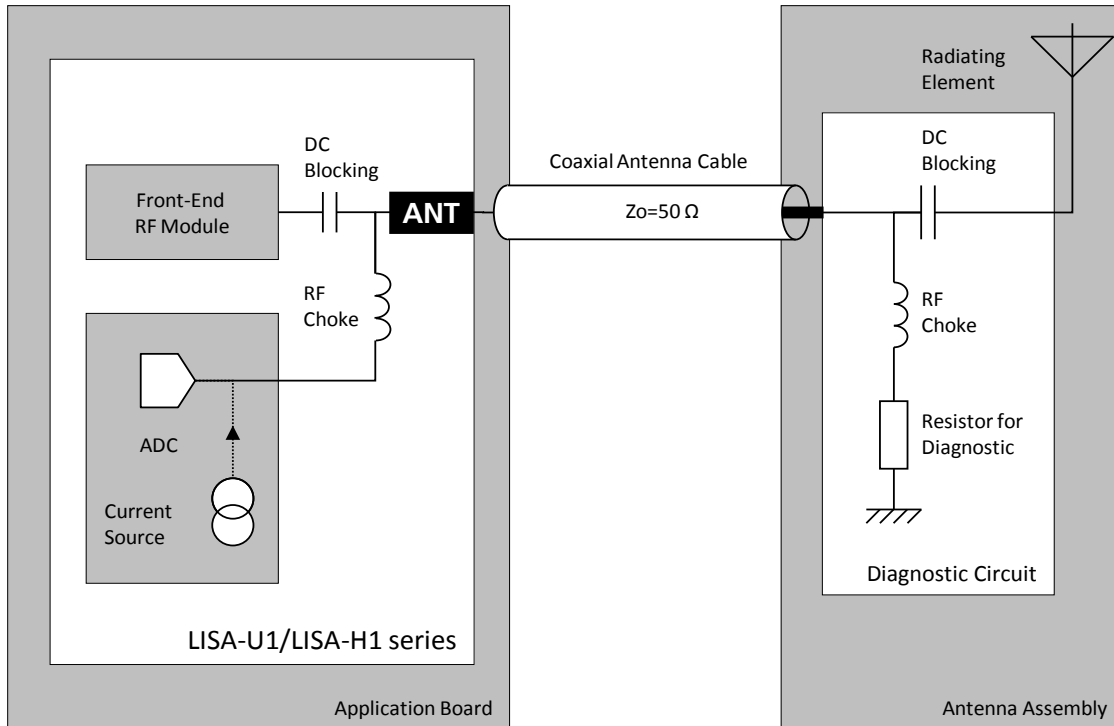 Radiating
Element
DC
Blocking
DC
Blocking
Coaxial Antenna Cable
Front-End
RF Module
ANT
Zo=50 Ω
RF
Choke
RF
Choke
ADC
Resistor for
Diagnostic
Current
Source
Diagnostic Circuit
LISA-U1/LISA-H1 series
Application Board
Antenna Assembly